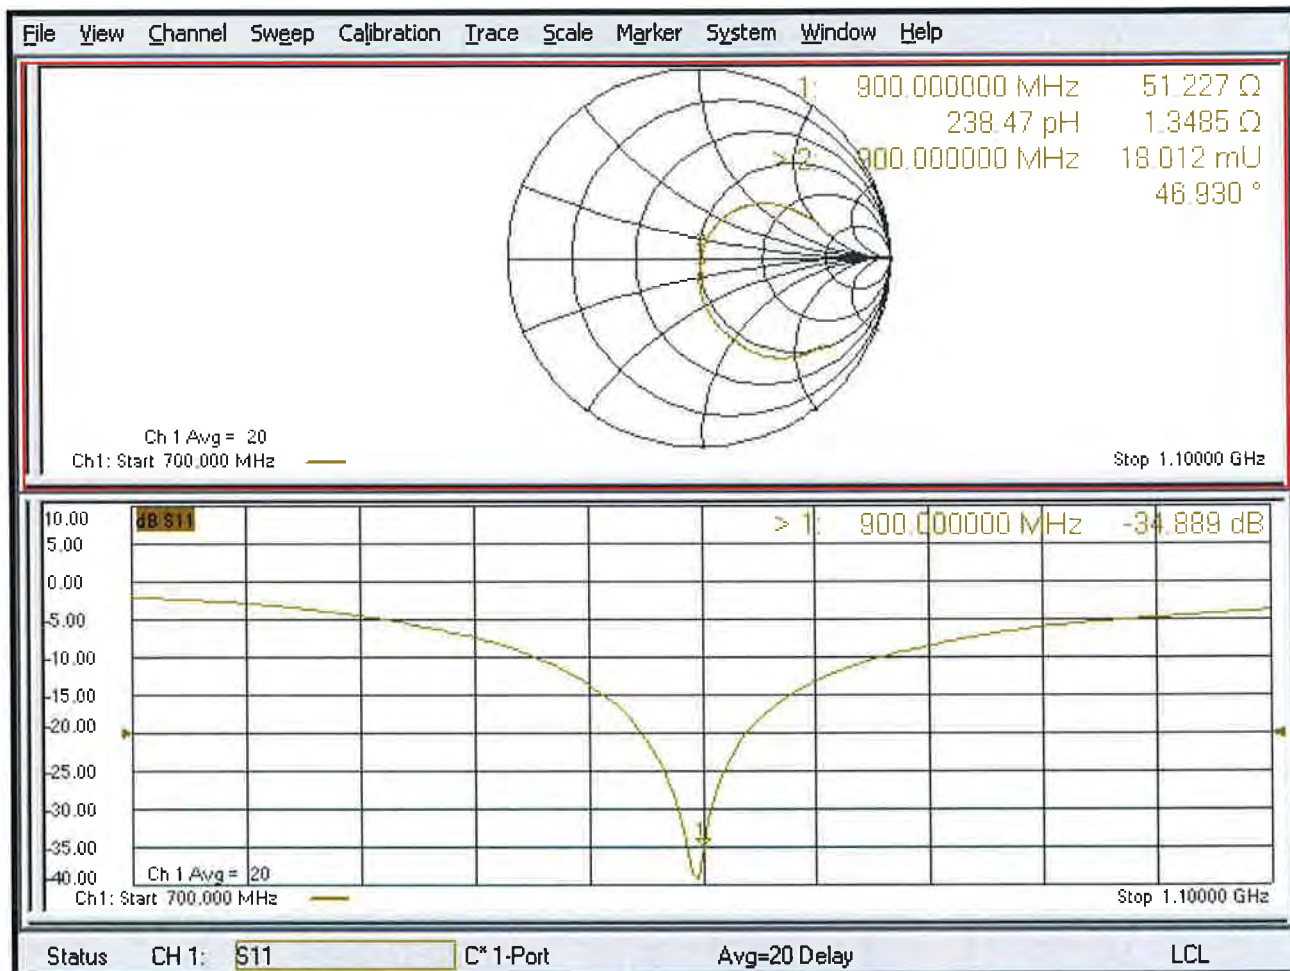 File View Channel Sweep Calibration Trace Scale Marker System Window Help
1: 900.000000 MHz 51.227 Ω
238.47 pH 1.3485 Ω
> 2: 900.000000 MHz 18.012 mU
46.930 °
Ch 1 Avg = 20
Ch1: Start 700.000 MHz
Stop 1.10000 GHz
10.00
dB S11
> 1: 900.000000 MHz -34.889 dB
5.00
0.00
-5.00
-10.00
-15.00
-20.00
-25.00
-30.00
1
-35.00
-40.00
Ch 1 Avg = 20
Ch1: Start 700.000 MHz
Stop 1.10000 GHz
Status CH 1: S11 C* 1-Port Avg=20 Delay LCL